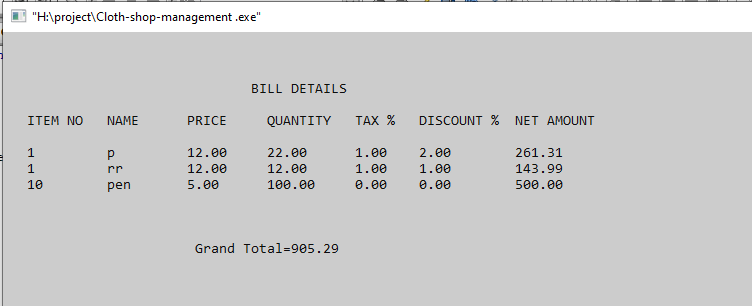 "H:\project\Cloth-shop-management .exe"
BILL DETAILS
ITEM NO NAME PRICE QUANTITY TAX % DISCOUNT % NET AMOUNT
1 p 12.00 22.00 1.00 2.00 261.31
1 rr 12.00 12.00 1.00 1.00 143.99
10 pen 5.00 100.00 0.00 0.00 500.00
Grand Total=905.29